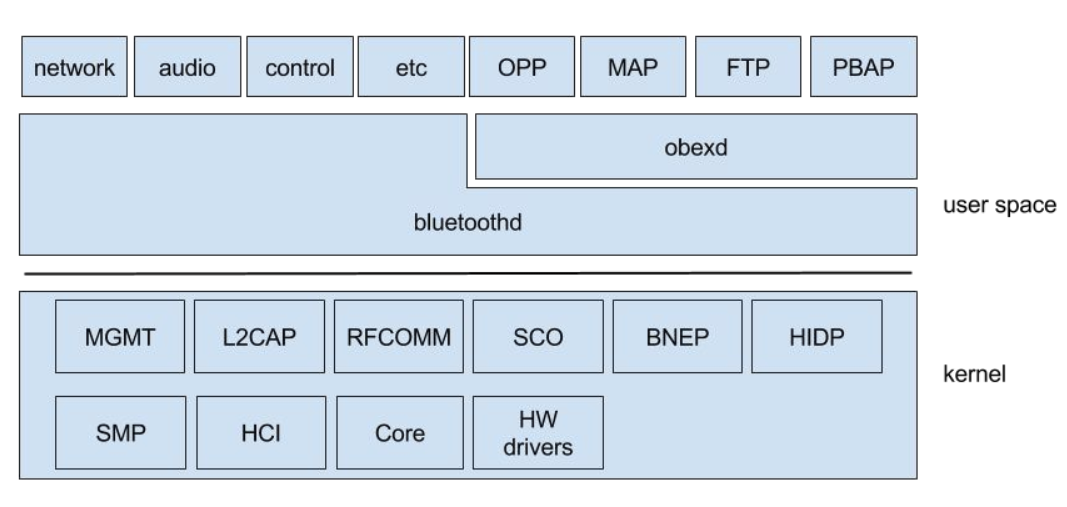 network
audio
control
etc
OPP
MAP
FTP
PBAP
obexd
user space
bluetoothd
MGMT
L2CAP
RFCOMM
SCO
BNEP
HIDP
kernel
SMP
HCI
Core
HW
drivers